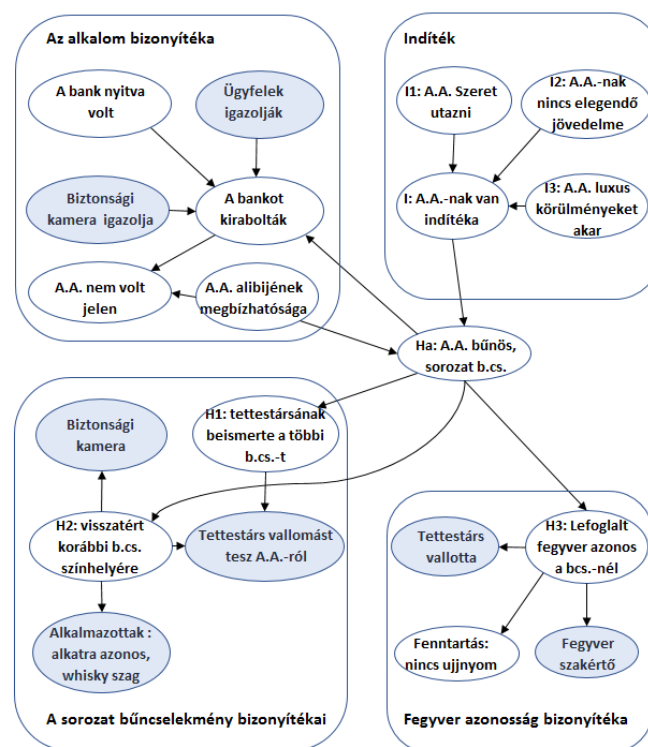 Az alkalom bizonyítéka
A bank nyitva
volt
Ügyfelek
igazolják
Biztonsági
kamera igazolja
A bankot
kirabolták
A.A. nem volt
jelen
A.A. alibijének
megbízhatósága
Indíték
I1: A.A. Szeret
utazni
I2: A.A.-nak
nincs elegendő
jövedelme
I: A.A.-nak van
indítéka
I3: A.A. luxus
körülményeket
akar
Ha: A.A. bűnös,
sorozat b.cs.
Biztonsági
kamera
H1: tettestársának
beismerte a többi
b.cs.-t
H2: visszatért
korábbi b.cs.
színhelyére
Tettestárs vallomást
tesz A.A.-ról
Alkalmazottak :
alkatra azonos,
whisky szag
A sorozat bűncselekmény bizonyítékai
Tettestárs
vallotta
H3: Lefoglalt
fegyver azonos
a bcs.-nél
Fenntartás:
nincs ujjnyom
Fegyver
szakértő
Fegyver azonosság bizonyítéka